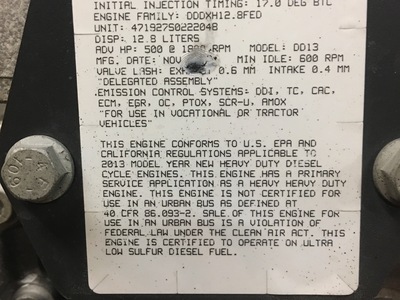 INITIAL INJECTION TIMING: 17.0 DEG BTC
ENGINE FAMILY: DDDXH12.8FED
UNIT: 471927S0222048
DISP: 12.8 LITERS
ADV HP: 500 @ 1800 RPM MODEL: DD13
MFG. DATE: NOV MIN IDLE: 600 RPM
VALVE LASH: 0.6 MM INTAKE 0.4 MM
"DELEGATED ASSEMBLY"
EMISSION CONTROL SYSTEMS: DDI, TC, CAC,
ECM, EGR, OC, PTOX, SCR-U, AMOX
"FOR USE IN VOCATIONAL OR TRACTOR
VEHICLES"
THIS ENGINE CONFORMS TO U.S. EPA AND
CALIFORNIA REGULATIONS APPLICABLE TO
2013 MODEL YEAR NEW HEAVY DUTY DIESEL
CYCLE ENGINES. THIS ENGINE HAS A PRIMARY
SERVICE APPLICATION AS A HEAVY HEAVY DUTY
ENGINE. THIS ENGINE IS NOT CERTIFIED FOR
USE IN AN URBAN BUS AS DEFINED AT
40 CFR 86.093-2. SALE OF THIS ENGINE FOR
USE IN AN URBAN BUS IS A VIOLATION OF
FEDERAL LAW UNDER THE CLEAN AIR ACT. THIS
ENGINE IS CERTIFIED TO OPERATE ON ULTRA
LOW SULFUR DIESEL FUEL.